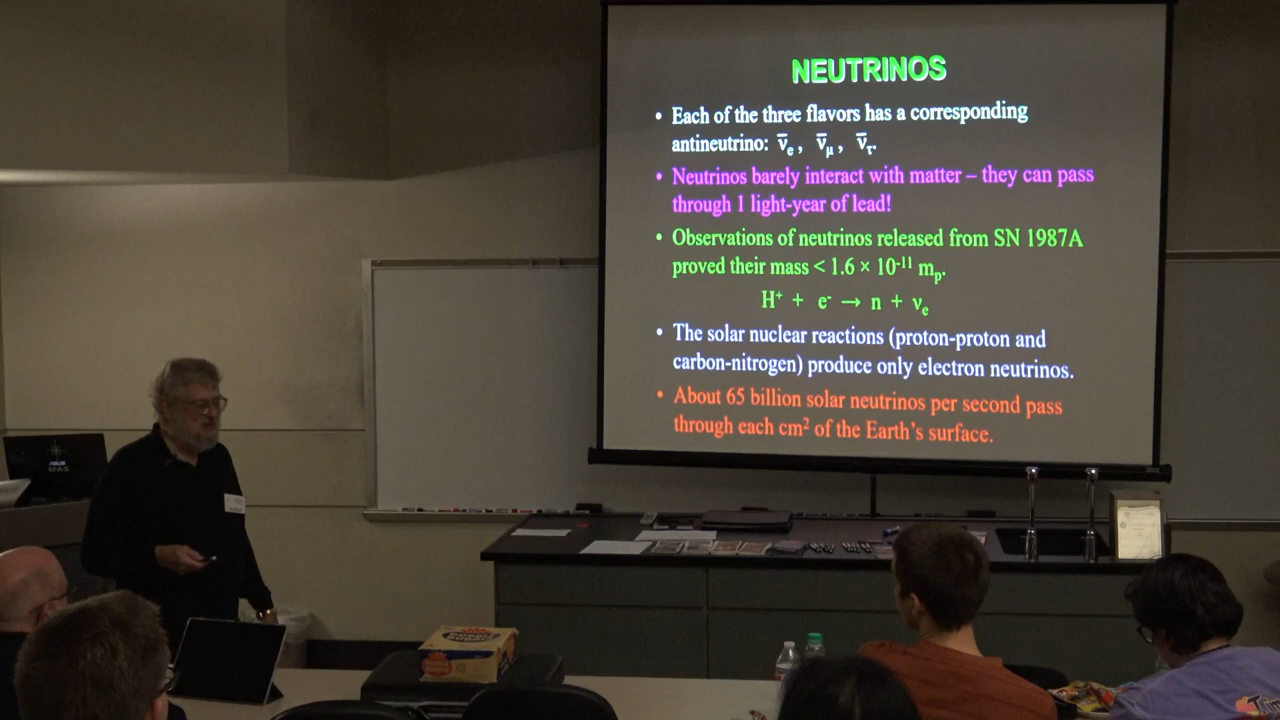 NEUTRINOS
• Each of the three flavors has a corresponding
antineutrino: ν̅ₑ, ν̅μ, ν̅τ.
• Neutrinos barely interact with matter – they can pass
through 1 light-year of lead!
• Observations of neutrinos released from SN 1987A
proved their mass < 1.6 × 10⁻¹¹ mₚ.
H⁺ + e⁻ → n + νₑ
• The solar nuclear reactions (proton-proton and
carbon-nitrogen) produce only electron neutrinos.
• About 65 billion solar neutrinos per second pass
through each cm² of the Earth's surface.